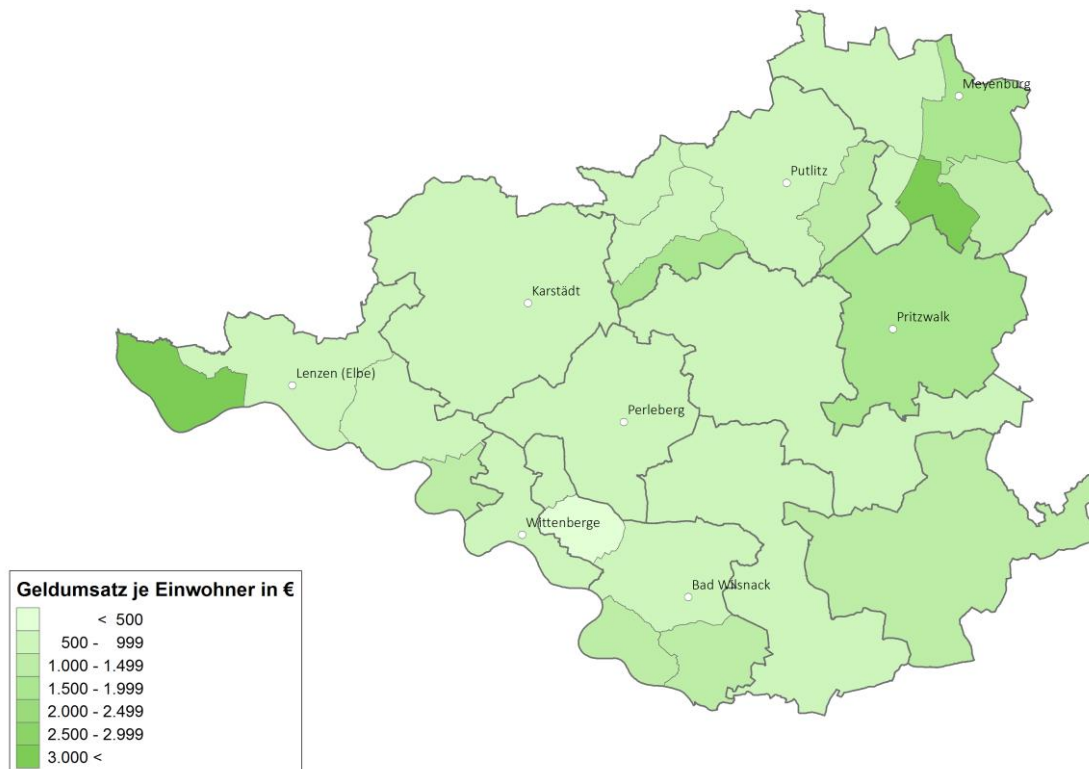 Meyenburg
Putlitz
Karstädt
Pritzwalk
Lenzen (Elbe)
Perleberg
Wittenberge
Bad Wilsnack
Geldumsatz je Einwohner in €
< 500
500 - 999
1.000 - 1.499
1.500 - 1.999
2.000 - 2.499
2.500 - 2.999
3.000 <